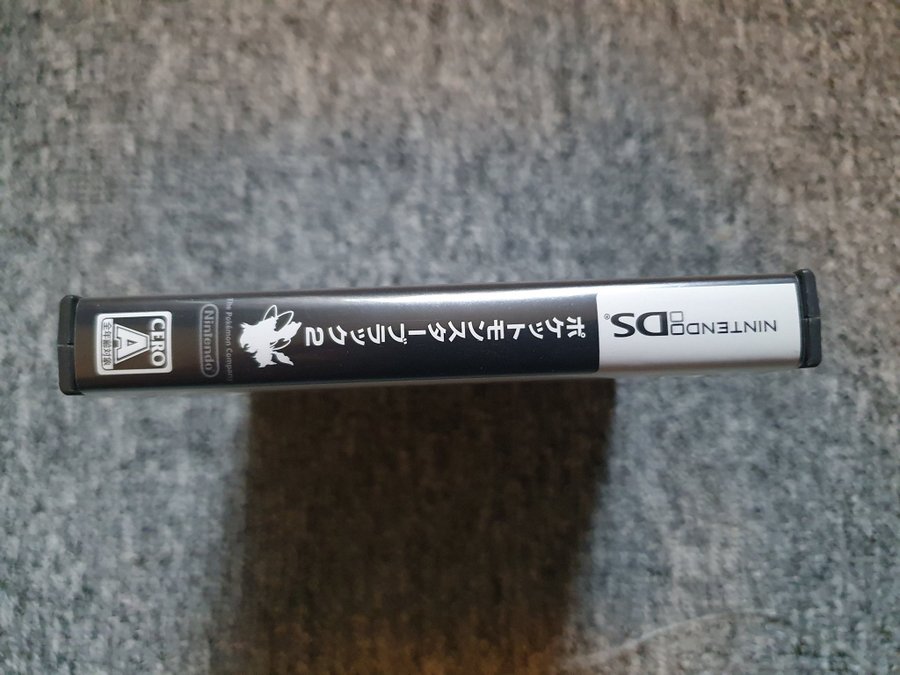 NINTENDO DS®
ポケットモンスターブラック2
The Pokémon Company
Nintendo
CERO
A
全年齢対象